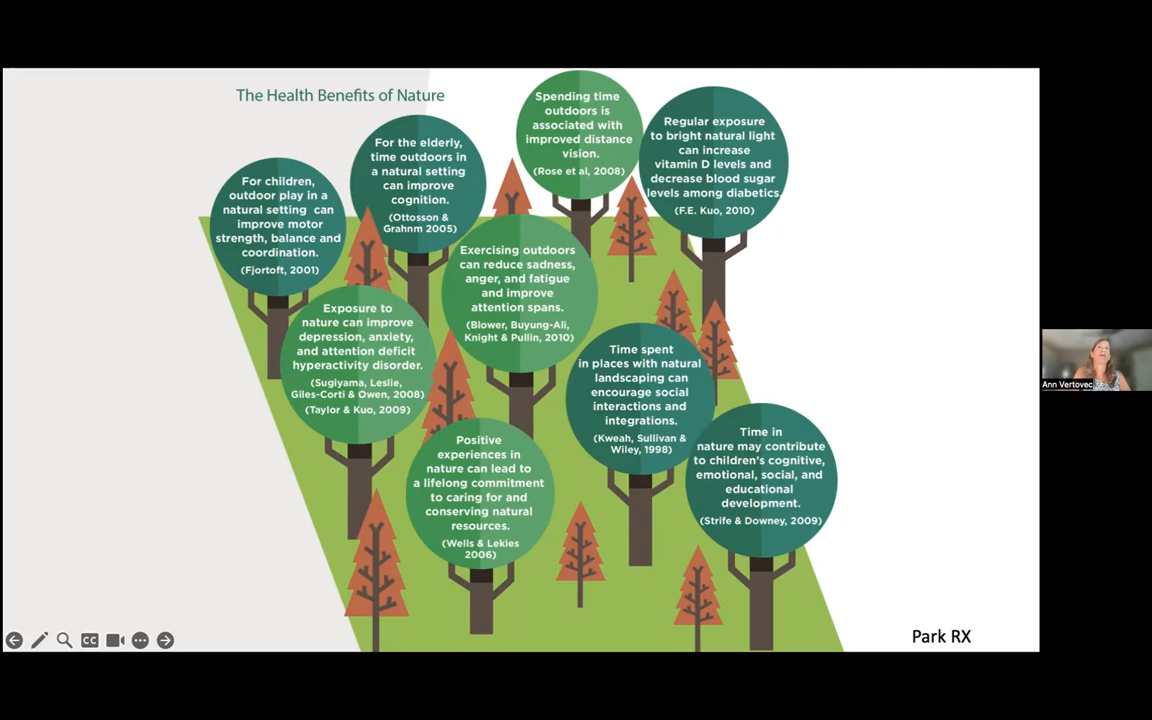 The Health Benefits of Nature
For children,
outdoor play in a
natural setting can
improve motor
strength, balance and
coordination.
(Fjortoft, 2001)
For the elderly,
time outdoors in
a natural setting
can improve
cognition.
(Ottosson &
Grahnm 2005)
Spending time
outdoors is
associated with
improved distance
vision.
(Rose et al, 2008)
Regular exposure
to bright natural light
can increase
vitamin D levels and
decrease blood sugar
levels among diabetics.
(F.E. Kuo, 2010)
Exposure to
nature can improve
depression, anxiety,
and attention deficit
hyperactivity disorder.
(Sugiyama, Leslie,
Giles-Corti & Owen, 2008)
(Taylor & Kuo, 2009)
Exercising outdoors
can reduce sadness,
anger, and fatigue
and improve
attention spans.
(Blower, Buyung-Ali,
Knight & Pullin, 2010)
Time spent
in places with natural
landscaping can
encourage social
interactions and
integrations.
(Kweah, Sullivan &
Wiley, 1998)
Positive
experiences in
nature can lead to
a lifelong commitment
to caring for and
conserving natural
resources.
(Wells & Lekies
2006)
Time in
nature may contribute
to children's cognitive,
emotional, social, and
educational
development.
(Strife & Downey, 2009)
Park RX
CC
Ann Vertovec